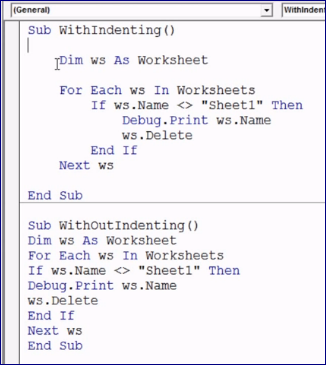 (General) WithIndenti
Sub WithIndenting()
Dim ws As Worksheet
For Each ws In Worksheets
If ws.Name <> "Sheet1" Then
Debug.Print ws.Name
ws.Delete
End If
Next ws
End Sub
Sub WithOutIndenting()
Dim ws As Worksheet
For Each ws In Worksheets
If ws.Name <> "Sheet1" Then
Debug.Print ws.Name
ws.Delete
End If
Next ws
End Sub